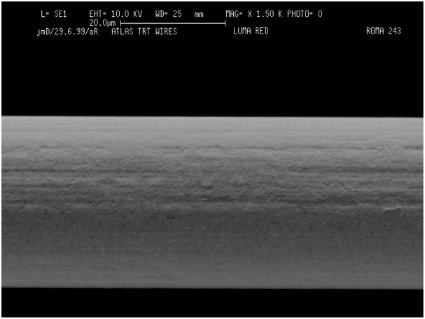 L= SE1 EHT= 10.0 KV WD= 25 mm MAG= X 1.50 K PHOTO= 0
20.0µm
jmD/29.6.99/aR ATLAS TRT WIRES LUMA RED ROMA 243